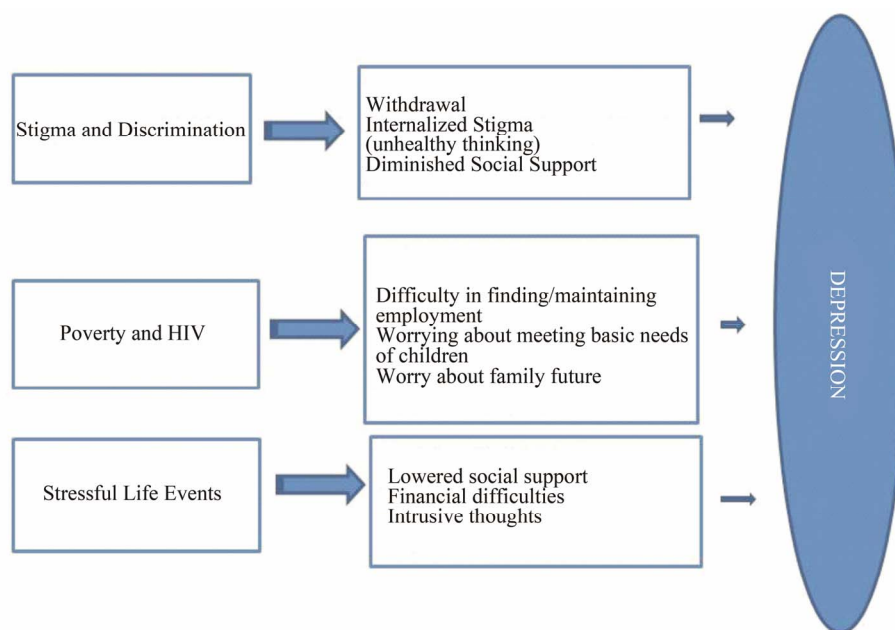 Stigma and Discrimination
Withdrawal
Internalized Stigma
(unhealthy thinking)
Diminished Social Support
Poverty and HIV
Difficulty in finding/maintaining
employment
Worrying about meeting basic needs
of children
Worry about family future
Stressful Life Events
Lowered social support
Financial difficulties
Intrusive thoughts
DEPRESSION